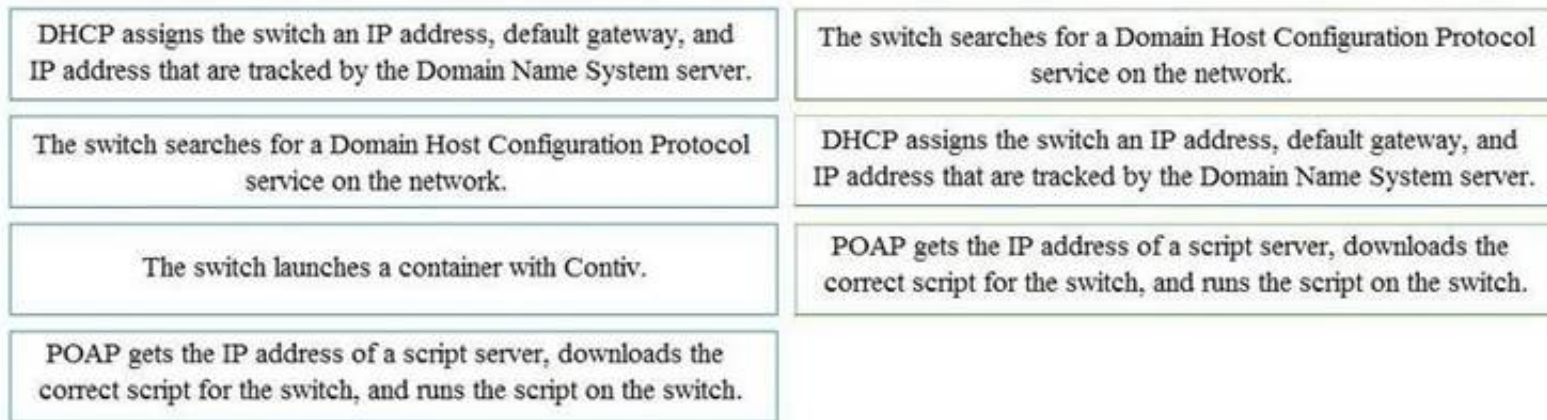 DHCP assigns the switch an IP address, default gateway, and
IP address that are tracked by the Domain Name System server.
The switch searches for a Domain Host Configuration Protocol
service on the network.
The switch launches a container with Contiv.
POAP gets the IP address of a script server, downloads the
correct script for the switch, and runs the script on the switch.
The switch searches for a Domain Host Configuration Protocol
service on the network.
DHCP assigns the switch an IP address, default gateway, and
IP address that are tracked by the Domain Name System server.
POAP gets the IP address of a script server, downloads the
correct script for the switch, and runs the script on the switch.